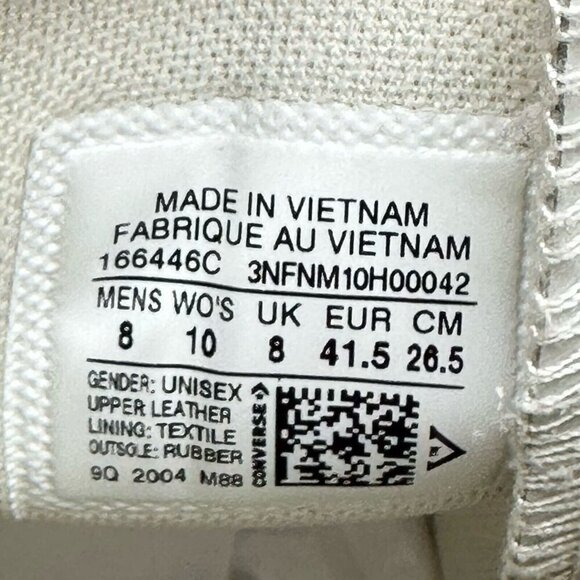 MADE IN VIETNAM
FABRIQUE AU VIETNAM
166446C 3NFNM10H00042
MENS WO'S UK EUR CM
8 10 8 41.5 26.5
GENDER: UNISEX
UPPER LEATHER
LINING: TEXTILE
OUTSOLE: RUBBER
9Q 2004 M88
CONVERSE